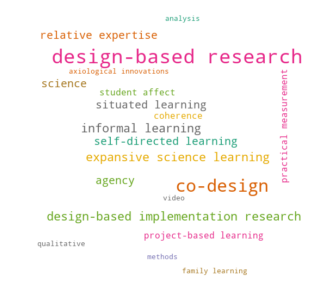 analysis
relative expertise
design-based research
axiological innovations
science
student affect
situated learning
coherence
practical measurement
informal learning
self-directed learning
expansive science learning
agency
co-design
video
design-based implementation research
project-based learning
qualitative
methods
family learning